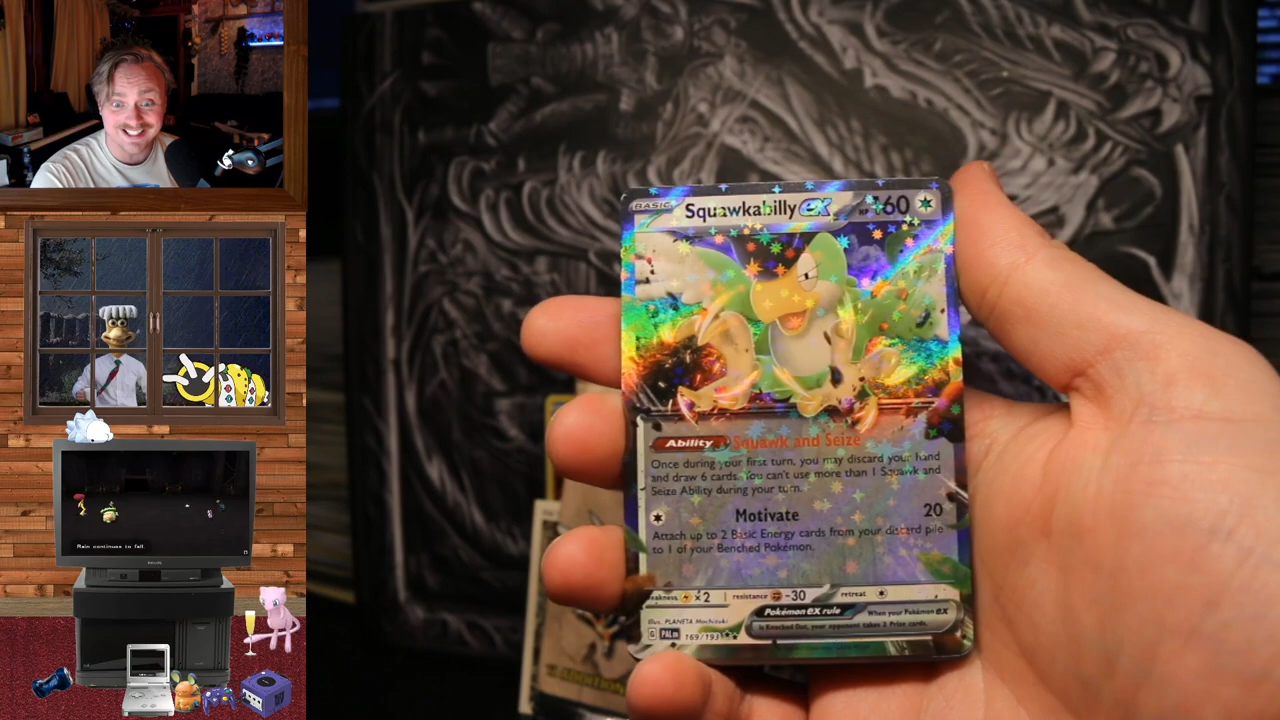 BASIC
Squawkabilly ex HP 160
Ability Squawk and Seize
Once during your first turn, you may discard your hand
and draw 6 cards. You can't use more than 1 Squawk and
Seize Ability during your turn.
Motivate 20
Attach up to 2 Basic Energy cards from your discard pile
to 1 of your Benched Pokémon.
weakness ×2 resistance -30 retreat
Pokémon ex rule When your Pokémon ex
is Knocked Out, your opponent takes 2 Prize cards.
Illus. PLANETA Mochizuki
G PAL EN 169/193 ★★
Rain continues to fall.
PHILIPS